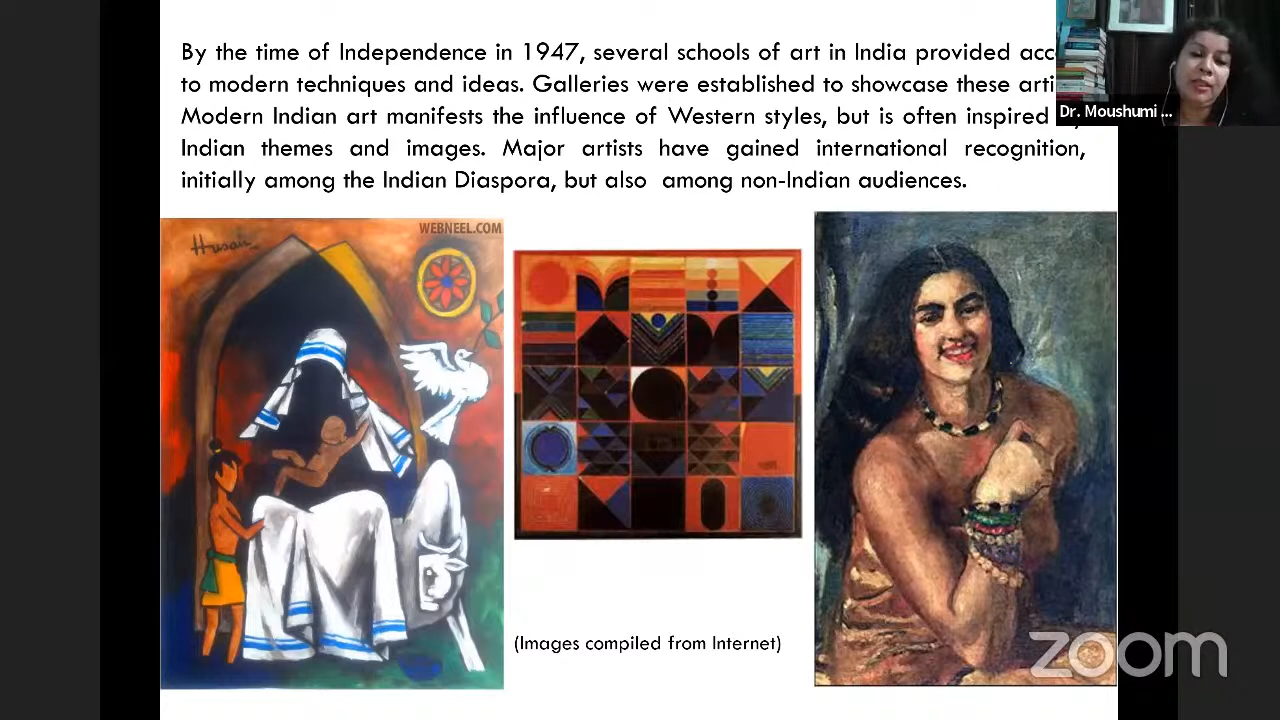 By the time of Independence in 1947, several schools of art in India provided
to modern techniques and ideas. Galleries were established to showcase these
Modern Indian art manifests the influence of Western styles, but is often inspired
Indian themes and images. Major artists have gained international recognition,
initially among the Indian Diaspora, but also among non-Indian audiences.
Dr. Moushumi ...
WEBNEEL.COM
Husain
(Images compiled from Internet)
zoom